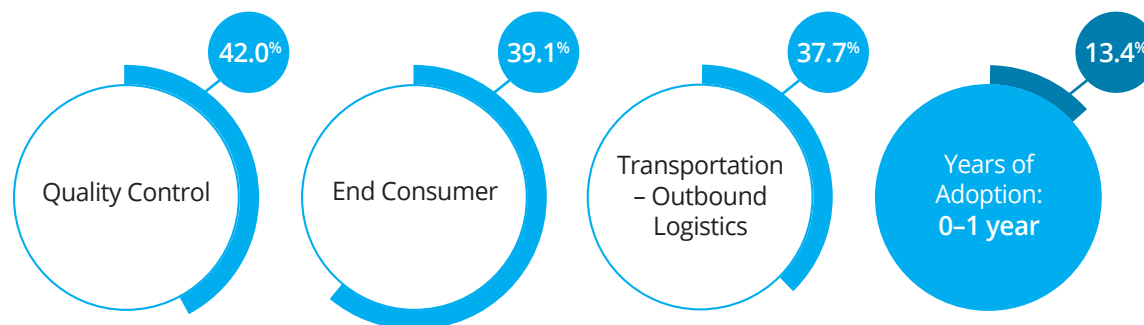 42.0%
39.1%
37.7%
13.4%
Quality Control
End Consumer
Transportation
– Outbound
Logistics
Years of
Adoption:
0–1 year